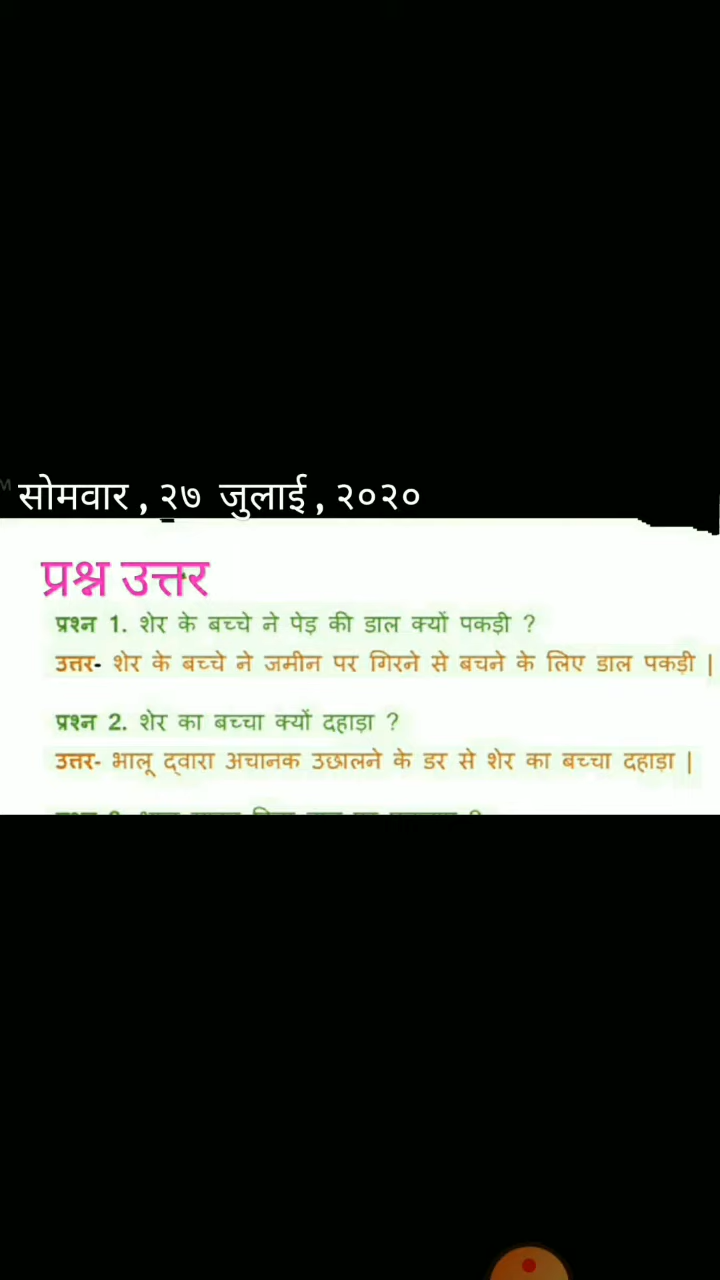 सोमवार , २७ जुलाई , २०२०
प्रश्न उत्तर
प्रश्न 1. शेर के बच्चे ने पेड़ की डाल क्यों पकड़ी ?
उत्तर- शेर के बच्चे ने जमीन पर गिरने से बचने के लिए डाल पकड़ी |
प्रश्न 2. शेर का बच्चा क्यों दहाड़ा ?
उत्तर- भालू द्वारा अचानक उछालने के डर से शेर का बच्चा दहाड़ा |